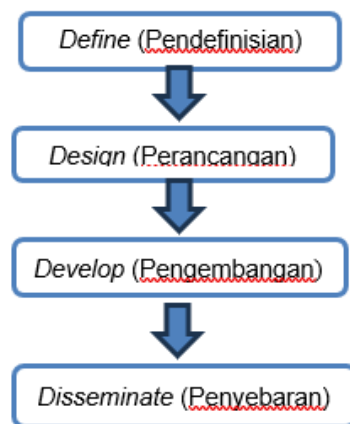 Define (Pendefinisian)
Design (Perancangan)
Develop (Pengembangan)
Disseminate (Penyebaran)